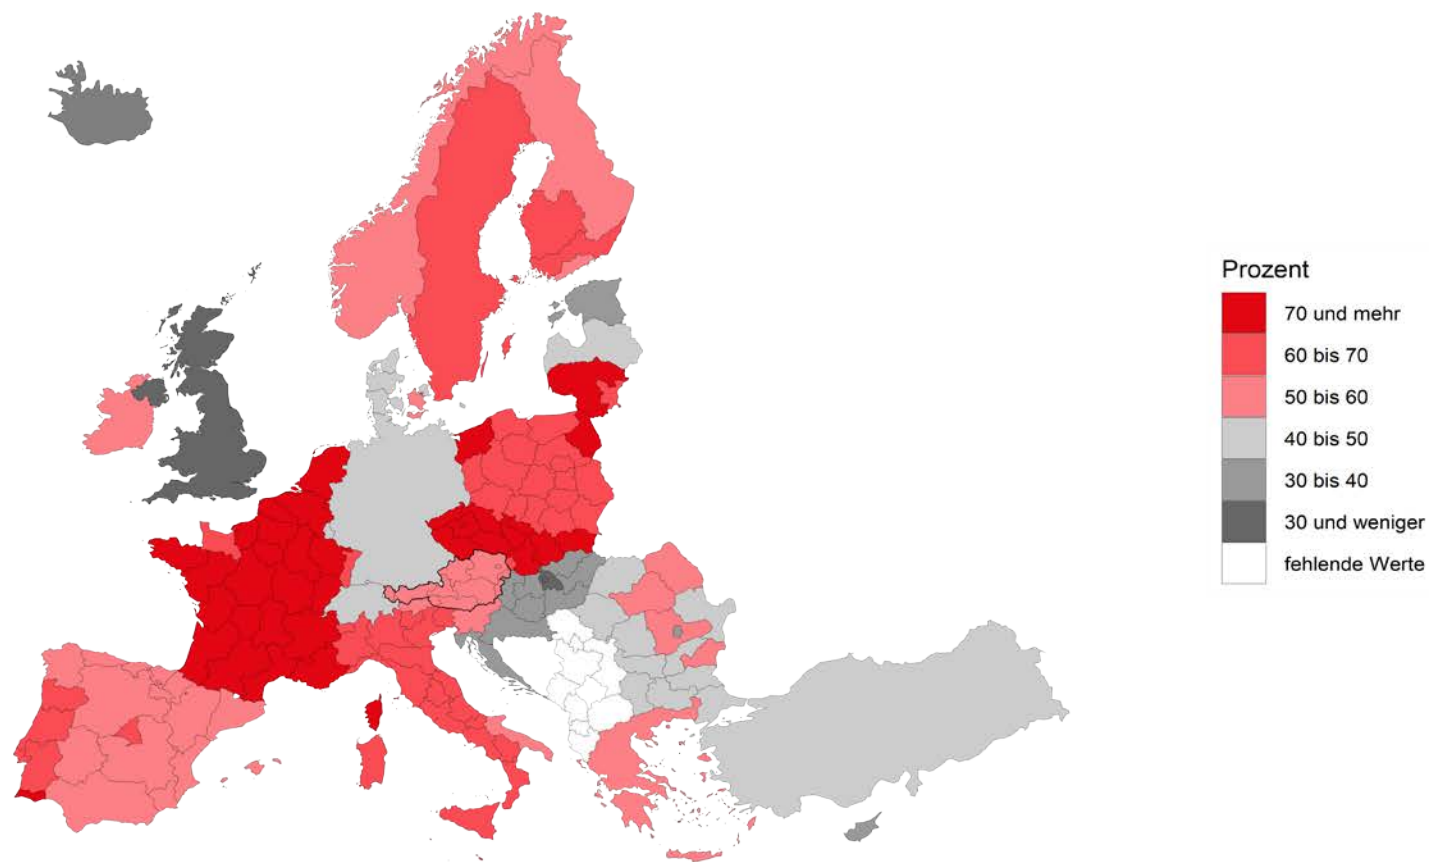 Prozent
70 und mehr
60 bis 70
50 bis 60
40 bis 50
30 bis 40
30 und weniger
fehlende Werte